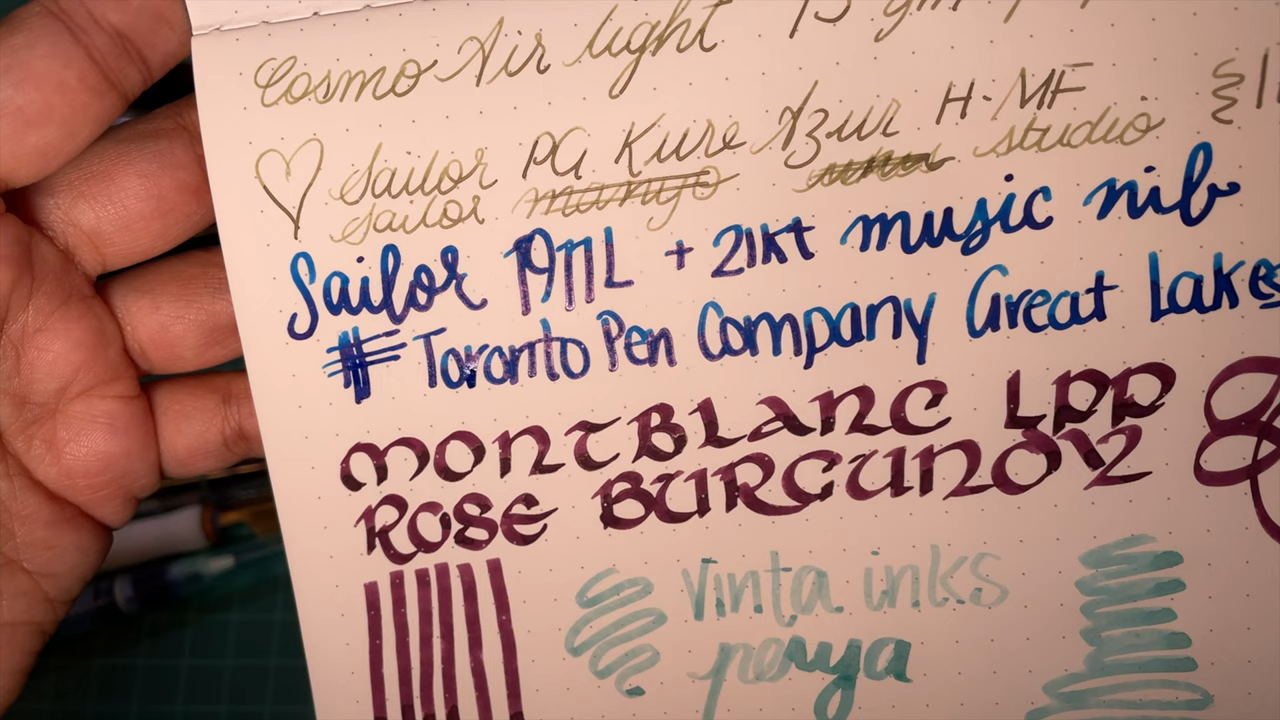 Cosmo Air light
Sailor PG Kure Azur H-MF
Sailor manyo studio
Sailor 1911L + 21kt music nib
# Toronto Pen Company Great Lakes
MONTBLANC LPP
ROSE BURGUNDY
Vinta inks
perya